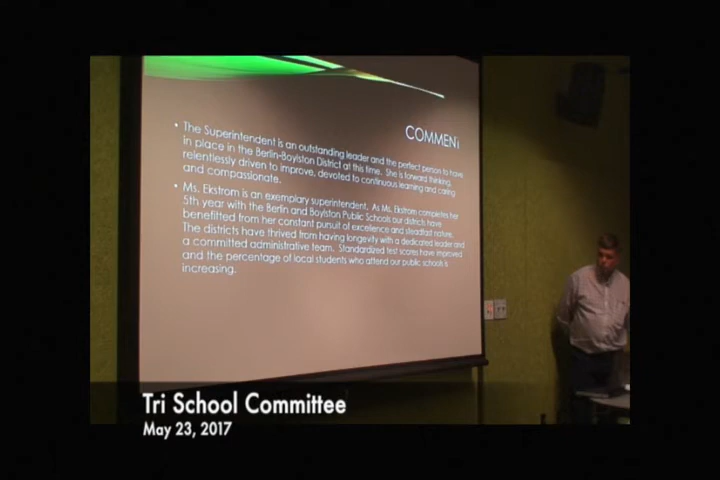 COMMEN
• The Superintendent is an outstanding leader and the perfect person to have
in place in the Berlin-Boylston District at this time. She is forward thinking,
relentlessly driven to improve, devoted to continuous learning and caring
and compassionate.
• Ms. Ekstrom is an exemplary superintendent. As Ms. Ekstrom completes her
5th year with the Berlin and Boylston Public Schools our districts have
benefitted from her constant pursuit of excellence and steadfast nature.
The districts have thrived from having longevity with a dedicated leader and
a committed administrative team. Standardized test scores have improved
and the percentage of local students who attend our public schools is
increasing.
Tri School Committee
May 23, 2017